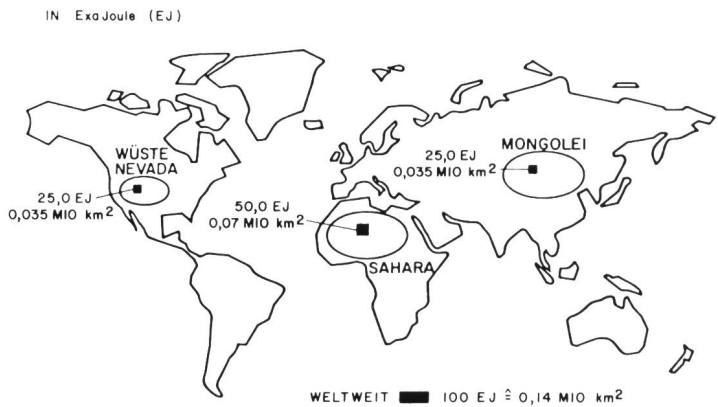 IN ExaJoule (EJ)
WÜSTE
NEVADA
25,0 EJ
0,035 MIO km²
50,0 EJ
0,07 MIO km²
SAHARA
MONGOLEI
25,0 EJ
0,035 MIO km²
WELTWEIT 100 EJ ≙ 0,14 MIO km²